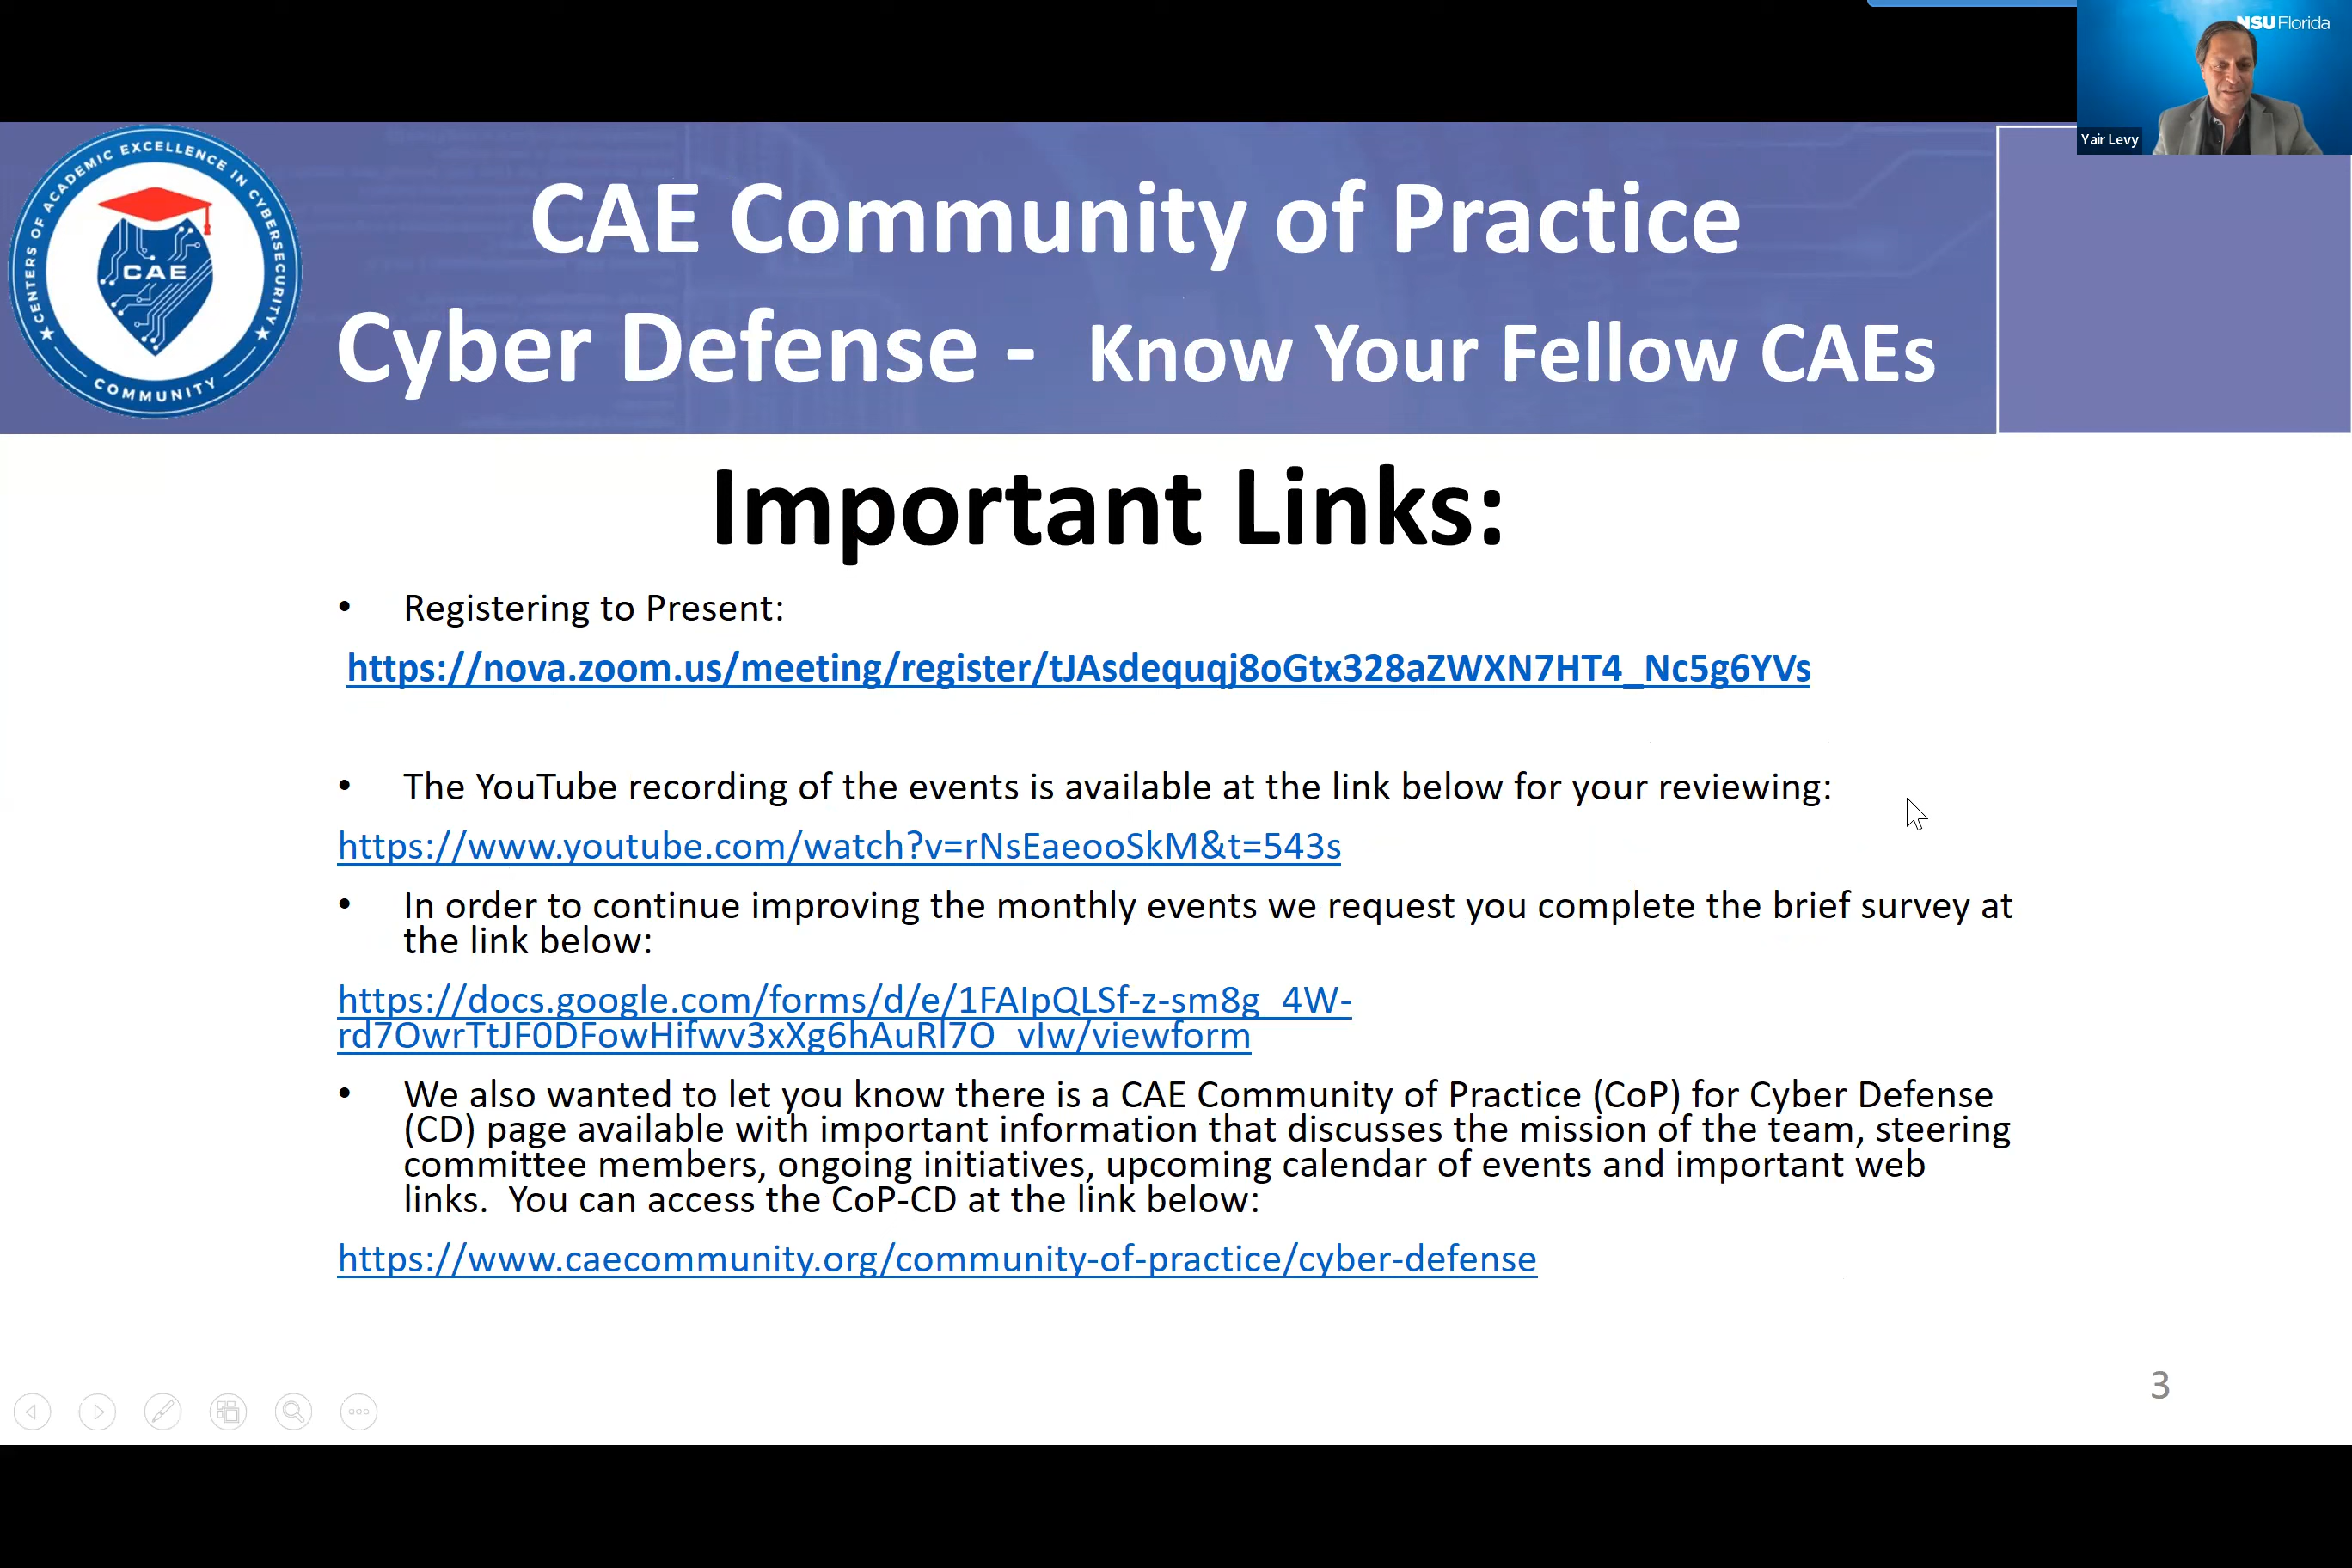 NSU Florida
Yair Levy
CENTERS OF ACADEMIC EXCELLENCE IN CYBERSECURITY
CAE
COMMUNITY
CAE Community of Practice
Cyber Defense - Know Your Fellow CAEs
Important Links:
• Registering to Present:
https://nova.zoom.us/meeting/register/tJAsdequqj8oGtx328aZWXN7HT4_Nc5g6YVs
• The YouTube recording of the events is available at the link below for your reviewing:
https://www.youtube.com/watch?v=rNsEaeooSkM&t=543s
• In order to continue improving the monthly events we request you complete the brief survey at
the link below:
https://docs.google.com/forms/d/e/1FAIpQLSf-z-sm8g_4W-
rd7OwrTtJF0DFowHifwv3xXg6hAuRl7O_vIw/viewform
• We also wanted to let you know there is a CAE Community of Practice (CoP) for Cyber Defense
(CD) page available with important information that discusses the mission of the team, steering
committee members, ongoing initiatives, upcoming calendar of events and important web
links.  You can access the CoP-CD at the link below:
https://www.caecommunity.org/community-of-practice/cyber-defense
3